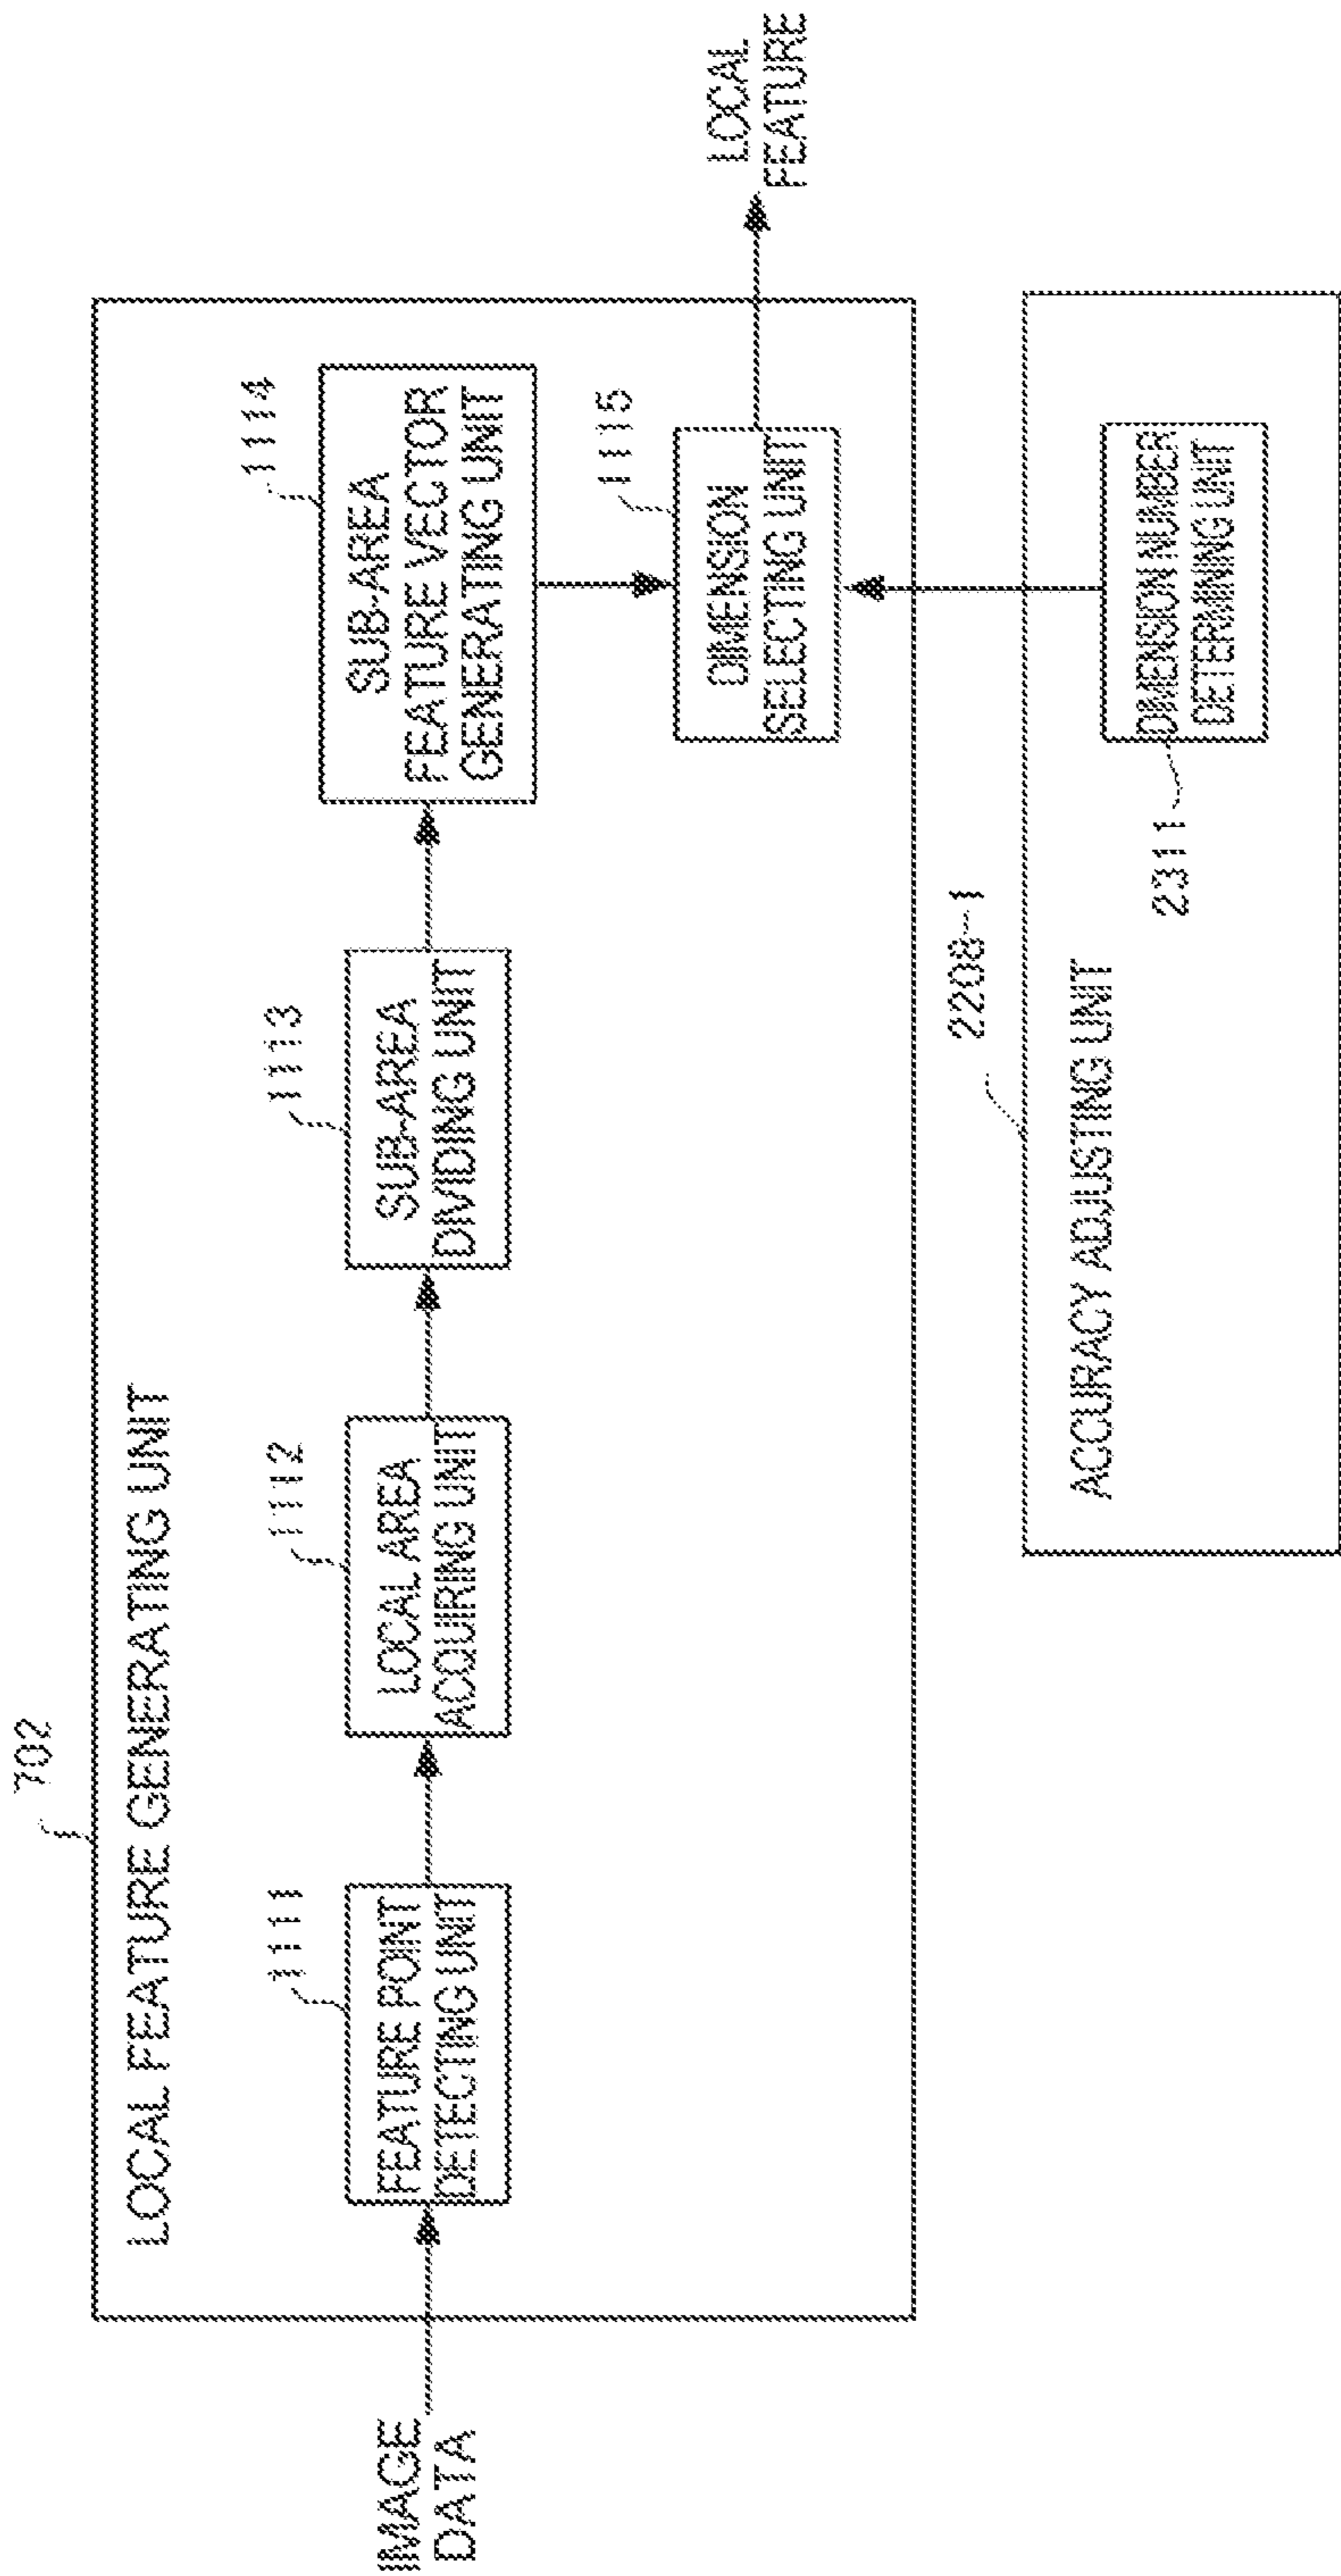 702
LOCAL FEATURE GENERATING UNIT
IMAGE
DATA
1111
FEATURE POINT
DETECTING UNIT
1112
LOCAL AREA
ACQUIRING UNIT
1113
SUB-AREA
DIVIDING UNIT
1114
SUB-AREA
FEATURE VECTOR
GENERATING UNIT
1115
DIMENSION
SELECTING UNIT
LOCAL
FEATURE
2208-1
ACCURACY ADJUSTING UNIT
2311
DIMENSION NUMBER
DETERMINING UNIT